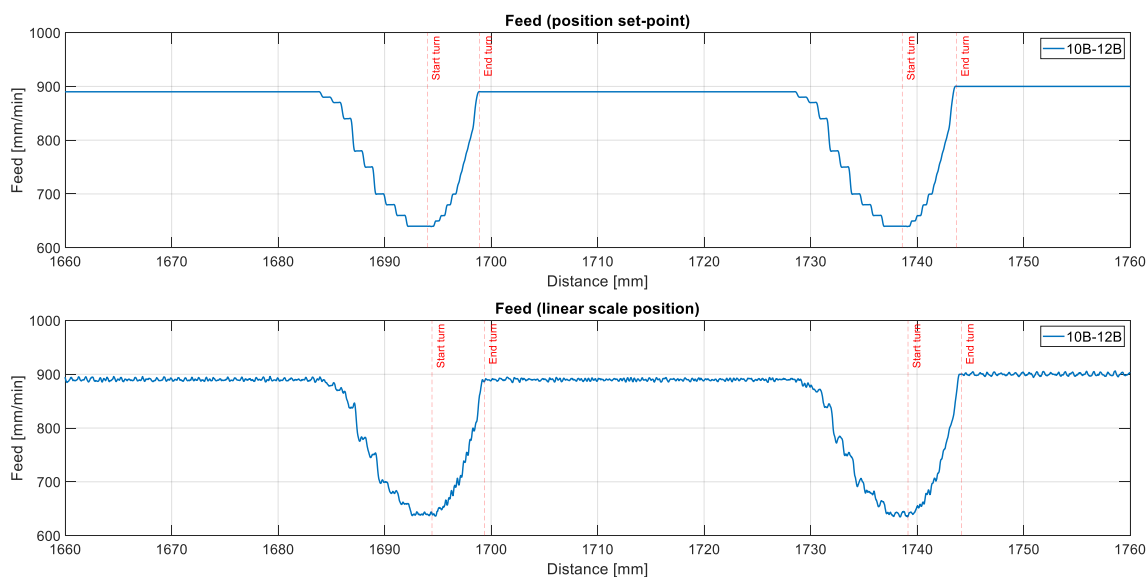 Feed (position set-point)
1000
900
800
700
600
Feed [mm/min]
Start turn
End turn
Start turn
End turn
10B-12B
1660 1670 1680 1690 1700 1710 1720 1730 1740 1750 1760
Distance [mm]
Feed (linear scale position)
1000
900
800
700
600
Feed [mm/min]
Start turn
End turn
Start turn
End turn
10B-12B
1660 1670 1680 1690 1700 1710 1720 1730 1740 1750 1760
Distance [mm]